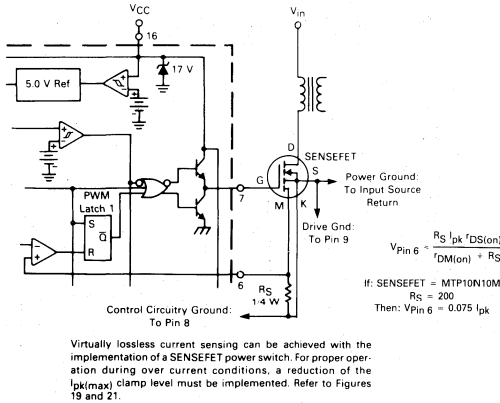 VCC
Vin
16
17 V
5.0 V Ref
D
SENSEFET
S
G
Power Ground:
To Input Source
Return
M
K
7
PWM
Latch 1
S
Q
R
Drive Gnd:
To Pin 9
VPin 6 ≈ RS Ipk rDS(on)
rDM(on) + RS
6
RS
1/4 W
If: SENSEFET = MTP10N10M
RS = 200
Then: VPin 6 = 0.075 Ipk
Control Circuitry Ground:
To Pin 8
Virtually lossless current sensing can be achieved with the
implementation of a SENSEFET power switch. For proper oper-
ation during over current conditions, a reduction of the
Ipk(max) clamp level must be implemented. Refer to Figures
19 and 21.